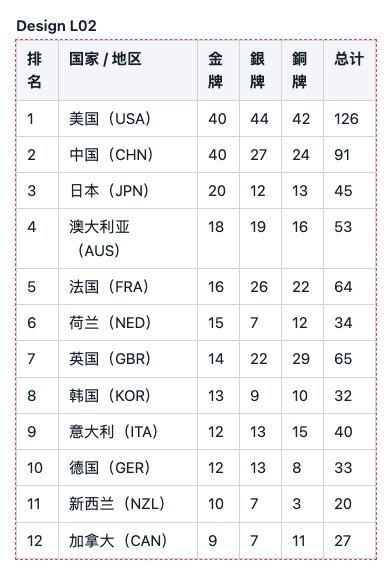 Design L02
排名 国家 / 地区 金牌 銀牌 銅牌 总计
1 美国（USA） 40 44 42 126
2 中国（CHN） 40 27 24 91
3 日本（JPN） 20 12 13 45
4 澳大利亚（AUS） 18 19 16 53
5 法国（FRA） 16 26 22 64
6 荷兰（NED） 15 7 12 34
7 英国（GBR） 14 22 29 65
8 韩国（KOR） 13 9 10 32
9 意大利（ITA） 12 13 15 40
10 德国（GER） 12 13 8 33
11 新西兰（NZL） 10 7 3 20
12 加拿大（CAN） 9 7 11 27